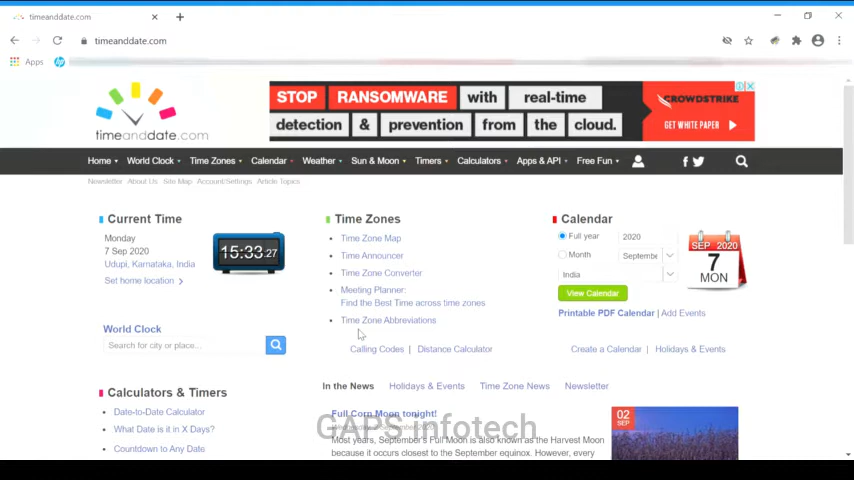 timeanddate.com
timeanddate.com
Apps
hp
timeanddate.com
STOP RANSOMWARE with real-time
detection & prevention from the cloud.
CROWDSTRIKE
GET WHITE PAPER
Home World Clock Time Zones Calendar Weather Sun & Moon Timers Calculators Apps & API Free Fun
Newsletter About Us Site Map Account/Settings Article Topics
Current Time
Monday
7 Sep 2020
Udupi, Karnataka, India
Set home location
15:33:27
World Clock
Search for city or place...
Time Zones
Time Zone Map
Time Announcer
Time Zone Converter
Meeting Planner:
Find the Best Time across time zones
Time Zone Abbreviations
Calling Codes | Distance Calculator
Calendar
Full year 2020
Month Septembe
India
View Calendar
SEP 2020
7
MON
Printable PDF Calendar | Add Events
Create a Calendar | Holidays & Events
Calculators & Timers
Date-to-Date Calculator
What Date is it in X Days?
Countdown to Any Date
In the News Holidays & Events Time Zone News Newsletter
Full Corn Moon tonight!
GAPS Infotech
Most years, September's Full Moon is also known as the Harvest Moon
because it occurs closest to the September equinox. However, every
02
SEP